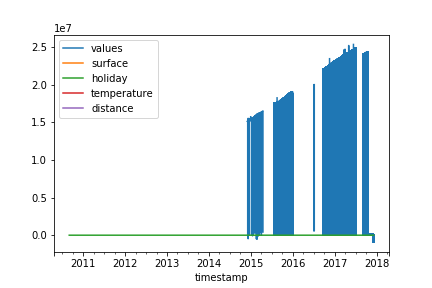 1e7
values
surface
holiday
temperature
distance
2.5
2.0
1.5
1.0
0.5
0.0
2011 2012 2013 2014 2015 2016 2017 2018
timestamp